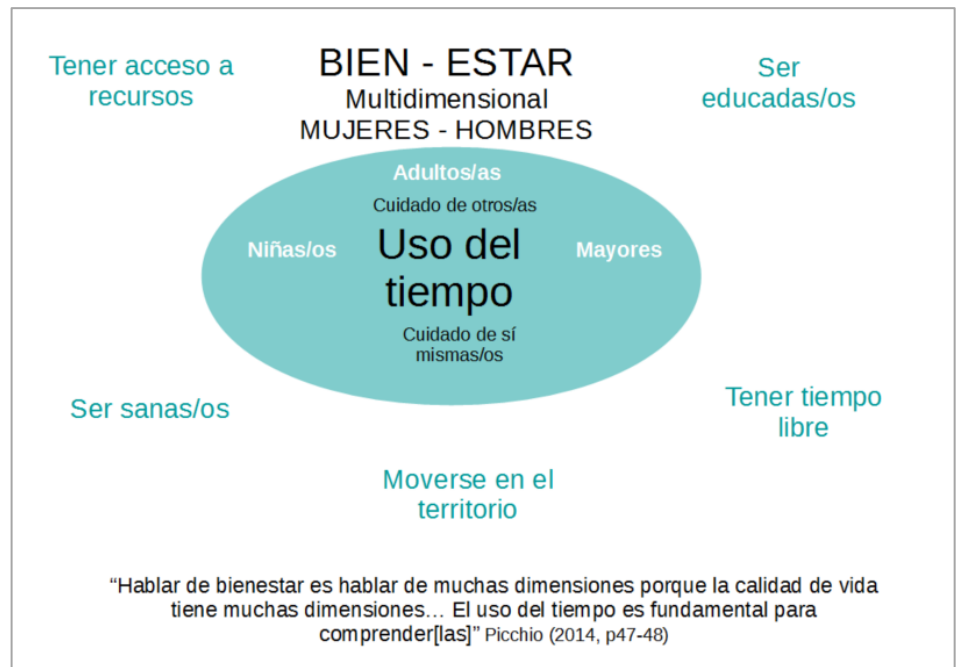 Tener acceso a
recursos
BIEN - ESTAR
Multidimensional
MUJERES - HOMBRES
Ser
educadas/os
Adultos/as
Cuidado de otros/as
Niñas/os
Uso del
tiempo
Mayores
Cuidado de sí
mismas/os
Ser sanas/os
Tener tiempo
libre
Moverse en el
territorio
“Hablar de bienestar es hablar de muchas dimensiones porque la calidad de vida
tiene muchas dimensiones... El uso del tiempo es fundamental para
comprender[las]” Picchio (2014, p47-48)